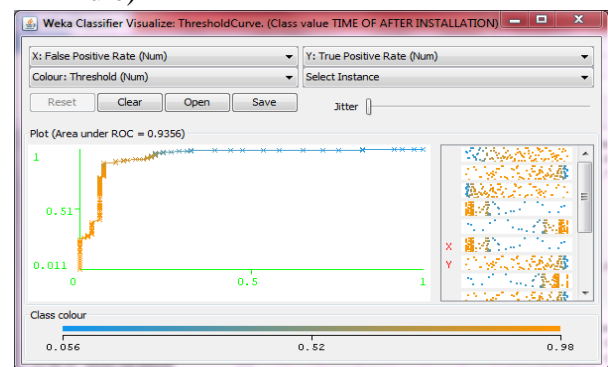 Weka Classifier Visualize: ThresholdCurve. (Class value TIME OF AFTER INSTALLATION)
X: False Positive Rate (Num)
Y: True Positive Rate (Num)
Colour: Threshold (Num)
Select Instance
Reset
Clear
Open
Save
Jitter
Plot (Area under ROC = 0.9356)
1
0.51
0.011
0
0.5
1
X
Y
Class colour
0.056
0.52
0.98